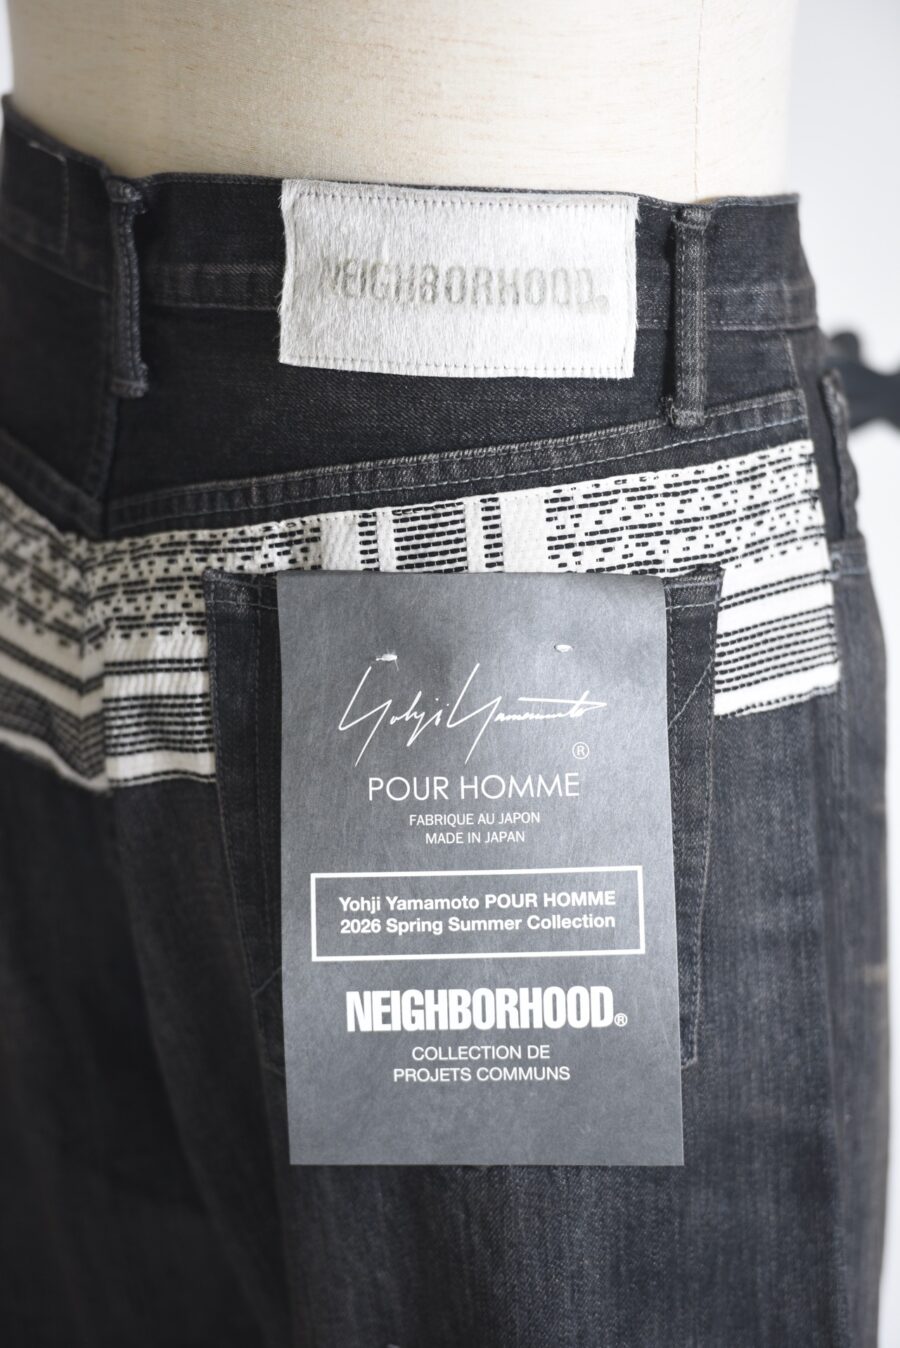 NEIGHBORHOOD®
Yohji Yamamoto
®
POUR HOMME
FABRIQUE AU JAPON
MADE IN JAPAN
Yohji Yamamoto POUR HOMME
2026 Spring Summer Collection
NEIGHBORHOOD®
COLLECTION DE
PROJETS COMMUNS